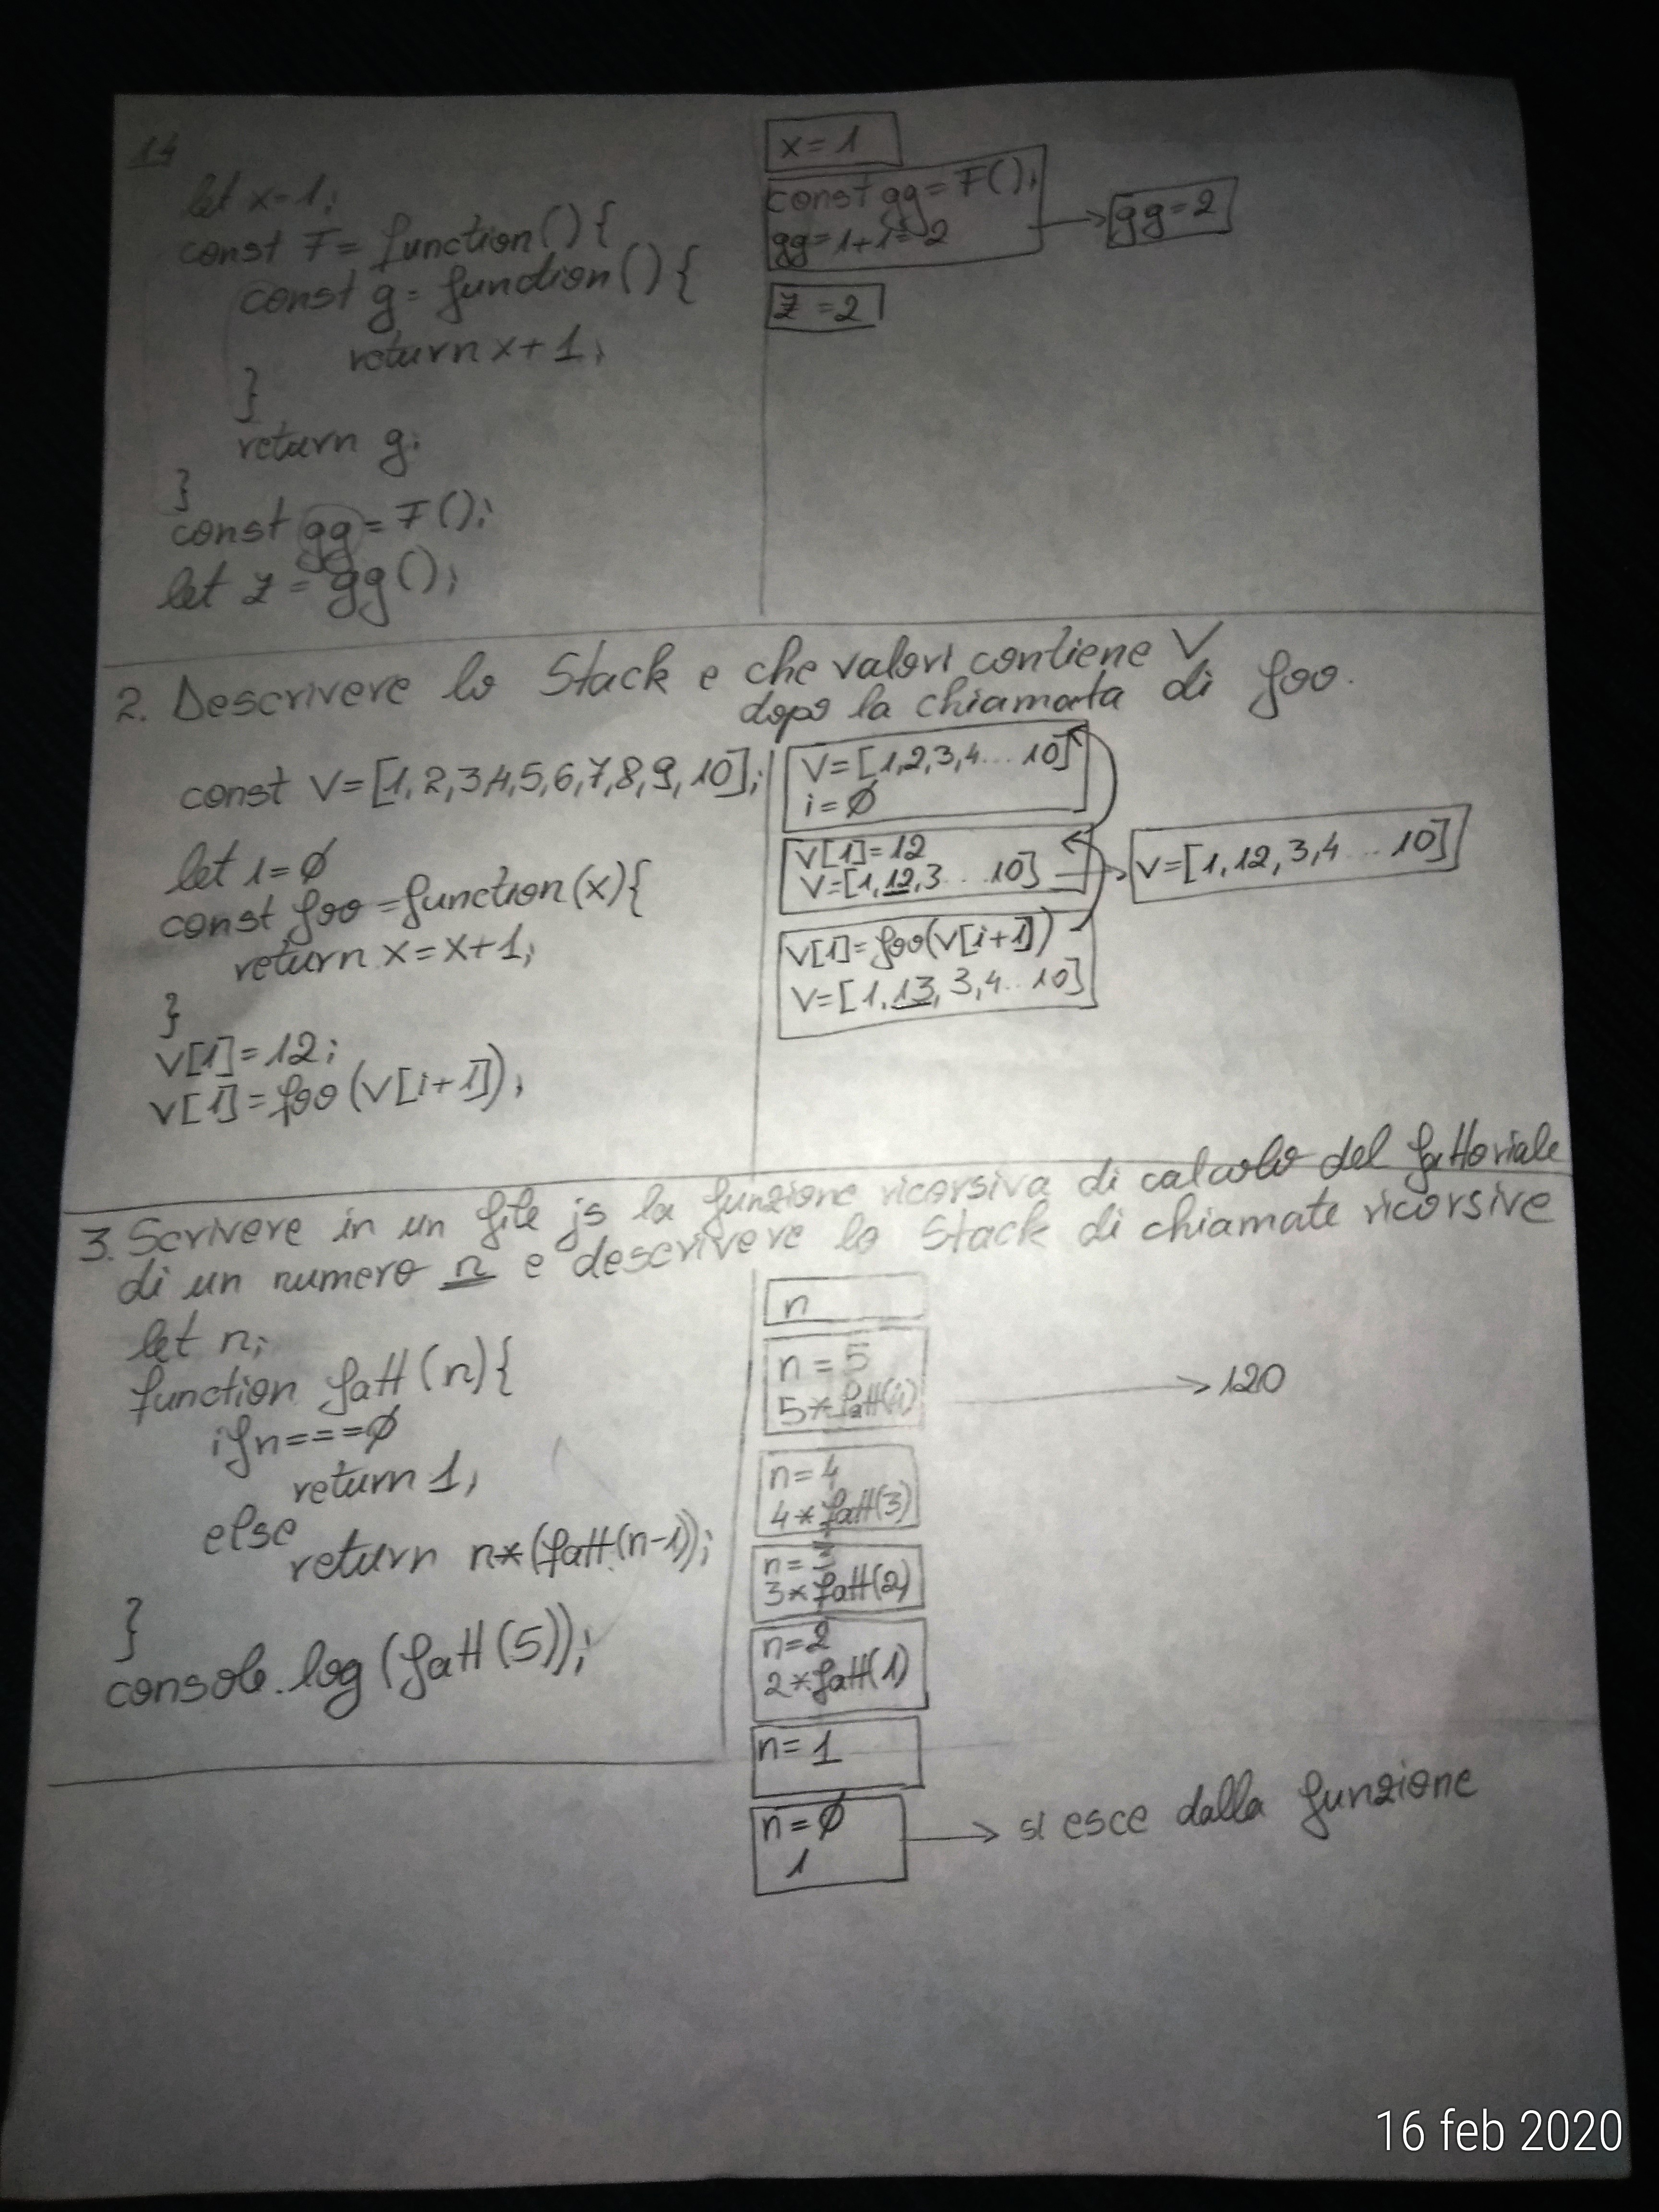 14
let x=1;
const F= function(){
const g= function(){
return x+1;
}
return g;
}
const gg=F();
let z=gg();
x=1
const gg=F();
gg=1+1=2
gg=2
z=2
2. Descrivere lo Stack e che valori contiene V
dopo la chiamata di foo.
const V=[1,2,3,4,5,6,7,8,9,10];
let i=0
const foo=function(x){
return x=x+1;
}
v[1]=12;
v[1]=foo(v[i+1]);
V=[1,2,3,4...10]
i=0
v[1]=12
V=[1,12,3...10]
V=[1,12,3,4...10]
v[1]=foo(v[i+1])
V=[1,13,3,4..10]
3. Scrivere in un file js la funzione ricorsiva di calcolo del fattoriale
di un numero n e descrivere lo Stack di chiamate ricorsive
let n;
function fatt(n){
if n===0
return 1;
else
return n*(fatt(n-1));
}
console.log(fatt(5));
n
n=5
5*fatt(4)
120
n=4
4*fatt(3)
n=3
3*fatt(2)
n=2
2*fatt(1)
n=1
n=0
1
si esce dalla funzione
16 feb 2020